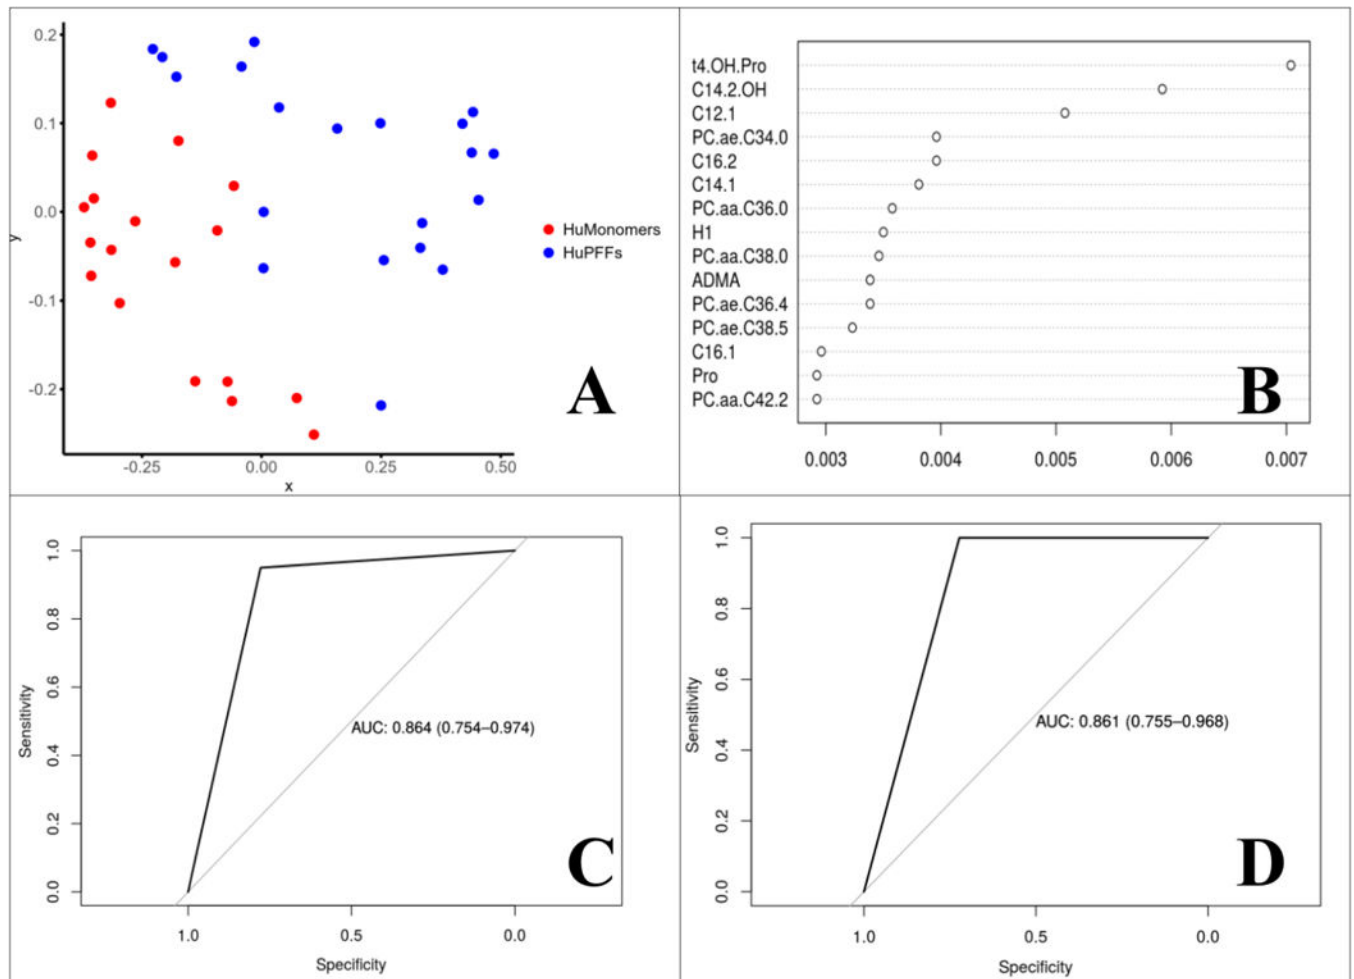 0.2
0.1
0.0
-0.1
-0.2
y
-0.25
0.00
0.25
0.50
x
HuMonomers
HuPFFs
A
t4.OH.Pro
C14.2.OH
C12.1
PC.ae.C34.0
C16.2
C14.1
PC.aa.C36.0
H1
PC.aa.C38.0
ADMA
PC.ae.C36.4
PC.ae.C38.5
C16.1
Pro
PC.aa.C42.2
0.003
0.004
0.005
0.006
0.007
B
1.0
0.8
0.6
0.4
0.2
0.0
Sensitivity
AUC: 0.864 (0.754–0.974)
1.0
0.5
0.0
Specificity
C
1.0
0.8
0.6
0.4
0.2
0.0
Sensitivity
AUC: 0.861 (0.755–0.968)
1.0
0.5
0.0
Specificity
D